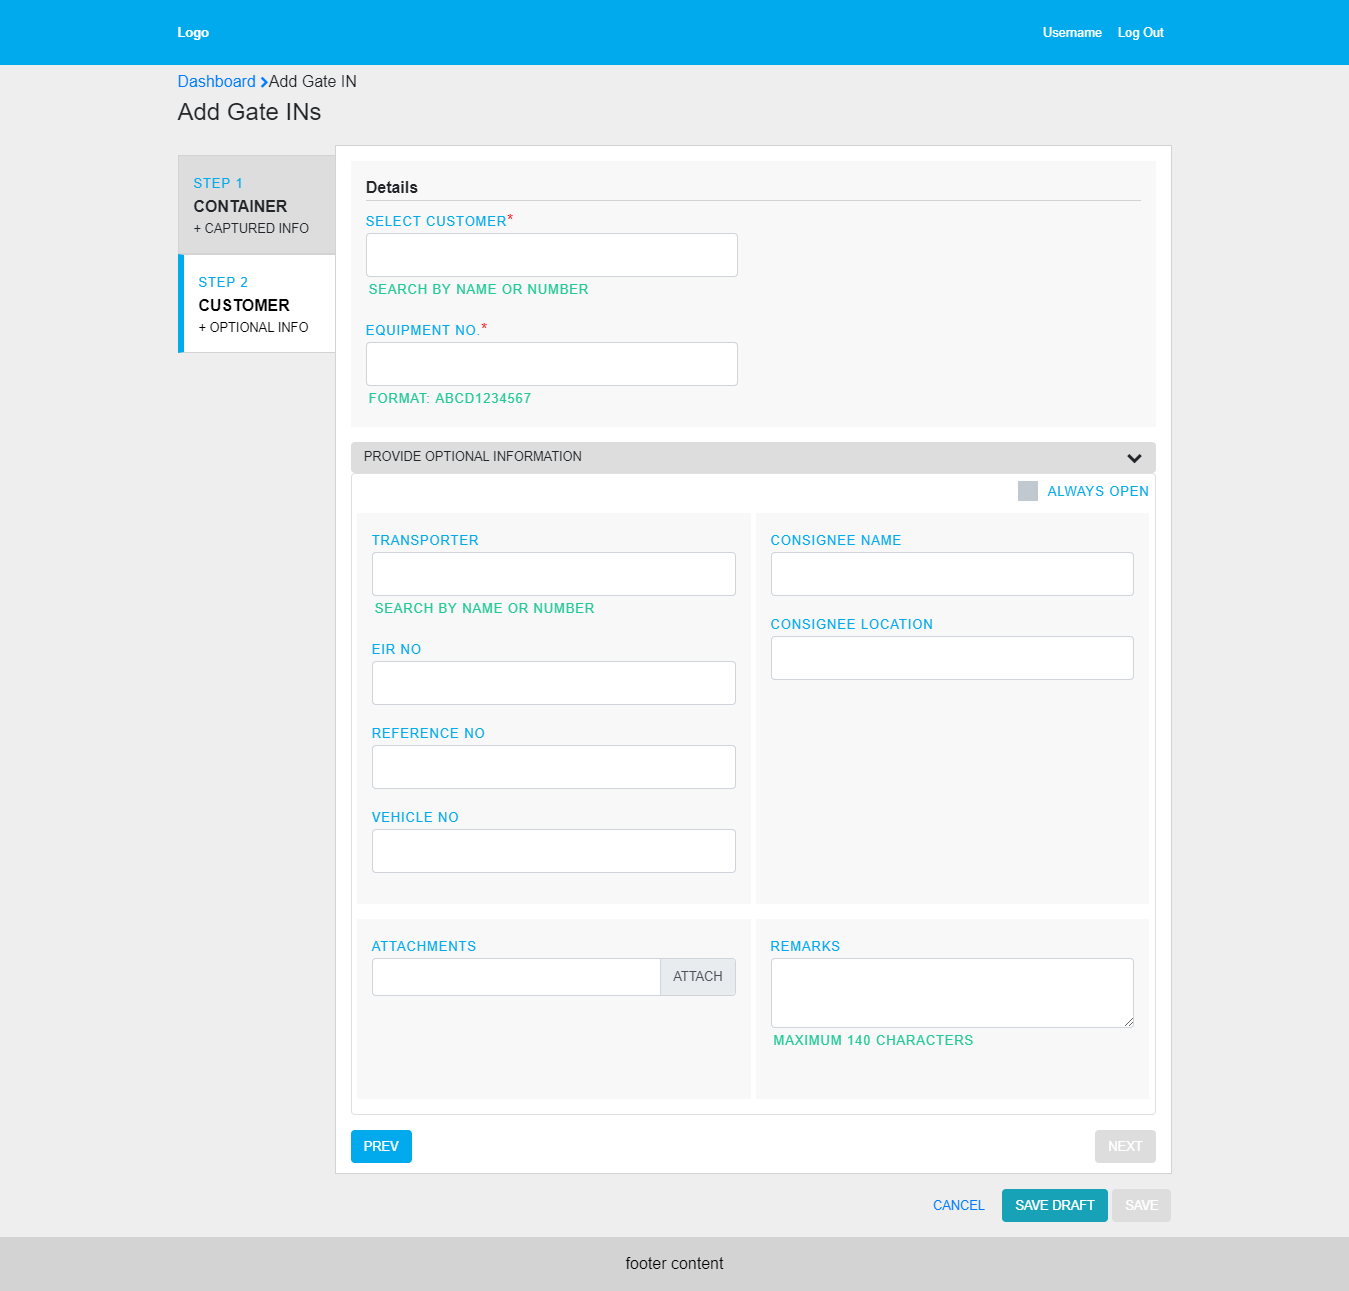 Logo
Username Log Out
Dashboard Add Gate IN
Add Gate INs
STEP 1
CONTAINER
+ CAPTURED INFO
STEP 2
CUSTOMER
+ OPTIONAL INFO
Details
SELECT CUSTOMER*
SEARCH BY NAME OR NUMBER
EQUIPMENT NO.*
FORMAT: ABCD1234567
PROVIDE OPTIONAL INFORMATION
ALWAYS OPEN
TRANSPORTER
SEARCH BY NAME OR NUMBER
EIR NO
REFERENCE NO
VEHICLE NO
CONSIGNEE NAME
CONSIGNEE LOCATION
ATTACHMENTS
ATTACH
REMARKS
MAXIMUM 140 CHARACTERS
PREV
NEXT
CANCEL
SAVE DRAFT
SAVE
footer content